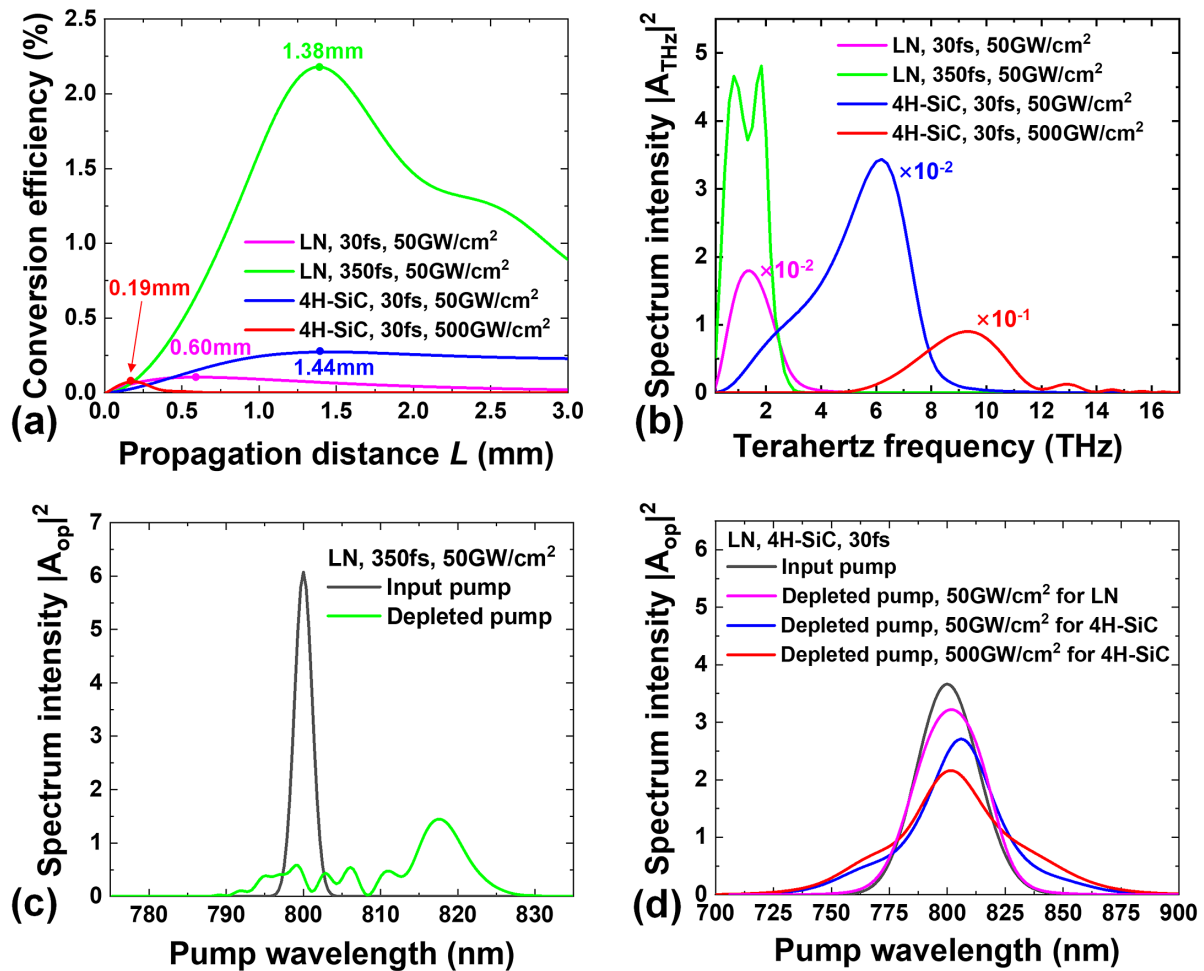 Conversion efficiency (%)
2.5
2.0
1.5
1.0
0.5
0.0
1.38mm
LN, 30fs, 50GW/cm²
LN, 350fs, 50GW/cm²
4H-SiC, 30fs, 50GW/cm²
4H-SiC, 30fs, 500GW/cm²
0.19mm
0.60mm
1.44mm
0.0 0.5 1.0 1.5 2.0 2.5 3.0
(a) Propagation distance L (mm)
Spectrum intensity |A_THz|²
5
4
3
2
1
0
LN, 30fs, 50GW/cm²
LN, 350fs, 50GW/cm²
4H-SiC, 30fs, 50GW/cm²
4H-SiC, 30fs, 500GW/cm²
×10⁻²
×10⁻²
×10⁻¹
2 4 6 8 10 12 14 16
(b) Terahertz frequency (THz)
Spectrum intensity |A_op|²
7
6
5
4
3
2
1
0
LN, 350fs, 50GW/cm²
Input pump
Depleted pump
780 790 800 810 820 830
(c) Pump wavelength (nm)
Spectrum intensity |A_op|²
6
5
4
3
2
1
0
LN, 4H-SiC, 30fs
Input pump
Depleted pump, 50GW/cm² for LN
Depleted pump, 50GW/cm² for 4H-SiC
Depleted pump, 500GW/cm² for 4H-SiC
700 725 750 775 800 825 850 875 900
(d) Pump wavelength (nm)